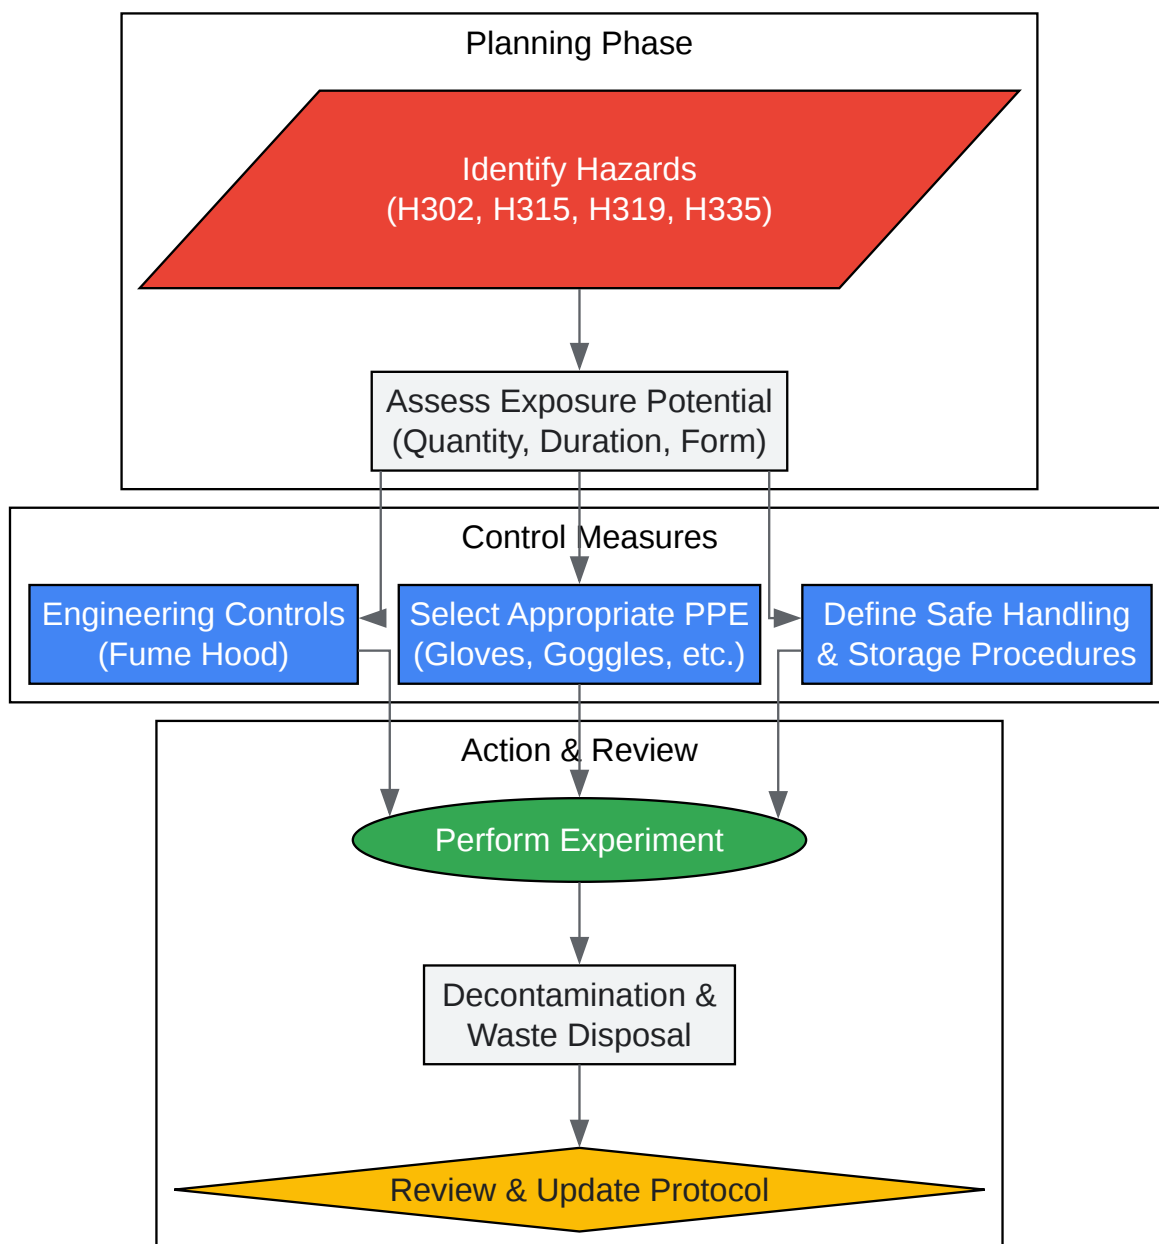 Planning Phase
Identify Hazards
(H302, H315, H319, H335)
Assess Exposure Potential
(Quantity, Duration, Form)
Control Measures
Engineering Controls
(Fume Hood)
Select Appropriate PPE
(Gloves, Goggles, etc.)
Define Safe Handling
& Storage Procedures
Action & Review
Perform Experiment
Decontamination &
Waste Disposal
Review & Update Protocol